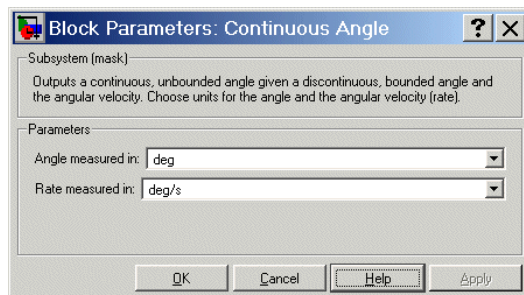 Block Parameters: Continuous Angle
Subsystem (mask)
Outputs a continuous, unbounded angle given a discontinuous, bounded angle and
the angular velocity. Choose units for the angle and the angular velocity (rate).
Parameters
Angle measured in: deg
Rate measured in: deg/s
OK Cancel Help Apply